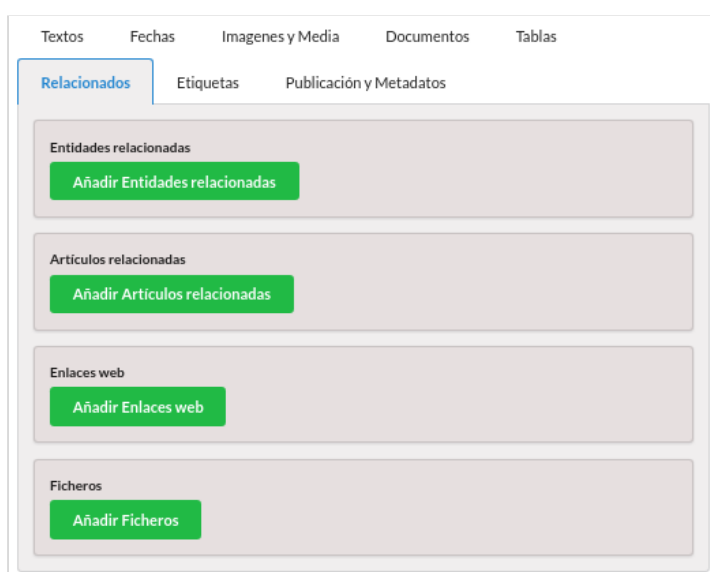 Textos Fechas Imagenes y Media Documentos Tablas
Relacionados Etiquetas Publicación y Metadatos
Entidades relacionadas
Añadir Entidades relacionadas
Artículos relacionadas
Añadir Artículos relacionadas
Enlaces web
Añadir Enlaces web
Ficheros
Añadir Ficheros